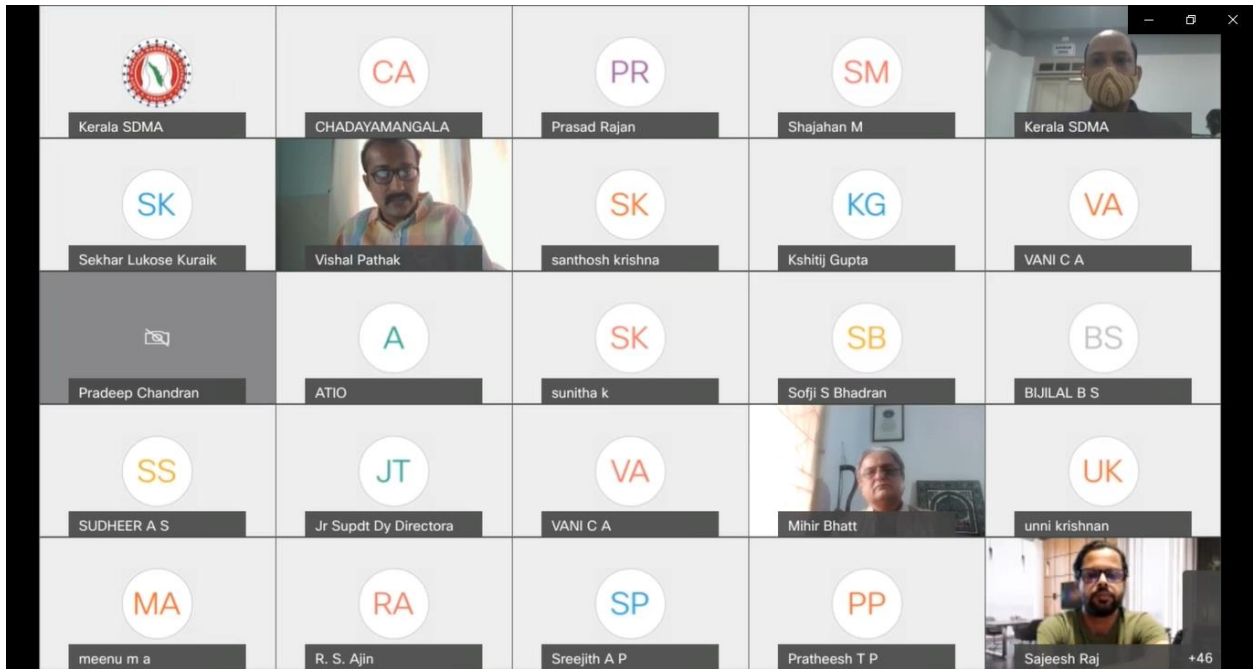 Kerala SDMA
CA
CHADAYAMANGALA
PR
Prasad Rajan
SM
Shajahan M
Kerala SDMA
SK
Sekhar Lukose Kuraik
Vishal Pathak
SK
santhosh krishna
KG
Kshitij Gupta
VA
VANI C A
Pradeep Chandran
A
ATIO
SK
sunitha k
SB
Sofji S Bhadran
BS
BIJILAL B S
SS
SUDHEER A S
JT
Jr Supdt Dy Directora
VA
VANI C A
Mihir Bhatt
UK
unni krishnan
MA
meenu m a
RA
R. S. Ajin
SP
Sreejith A P
PP
Pratheesh T P
Sajeesh Raj
+46